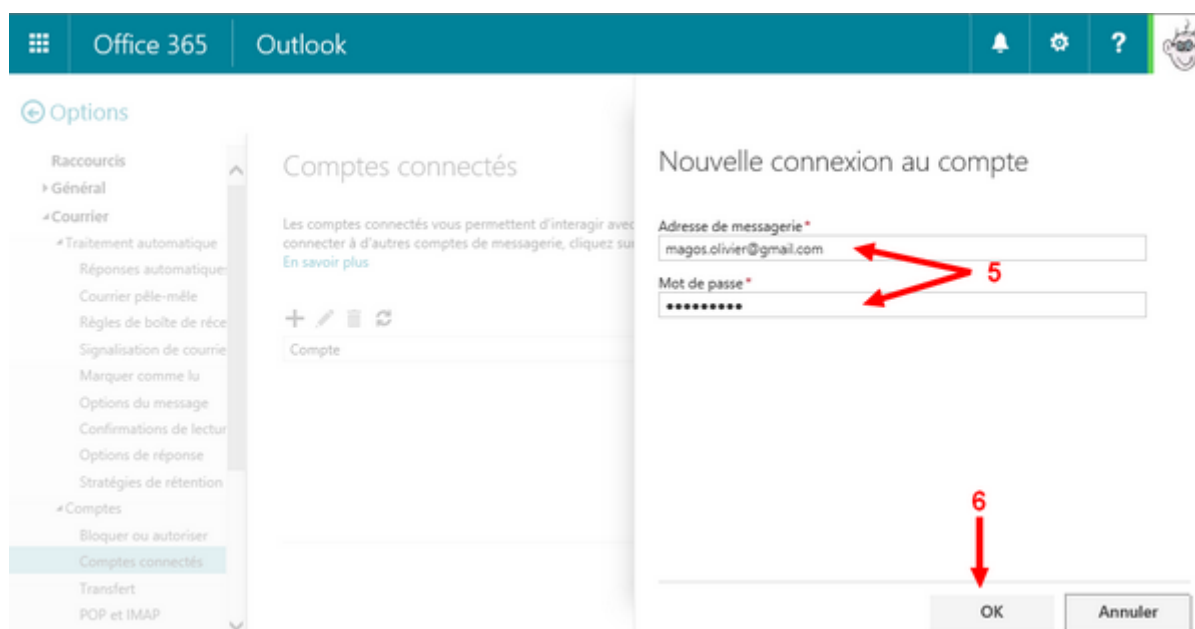 Office 365
Outlook
?
Options
Raccourcis
Général
Courrier
Traitement automatique
Réponses automatiques
Courrier pêle-mêle
Règles de boîte de réce
Signalisation de courrie
Marquer comme lu
Options du message
Confirmations de lectur
Options de réponse
Stratégies de rétention
Comptes
Bloquer ou autoriser
Comptes connectés
Transfert
POP et IMAP
Comptes connectés
Les comptes connectés vous permettent d'interagir avec
connecter à d'autres comptes de messagerie, cliquez sur
En savoir plus
Compte
Nouvelle connexion au compte
Adresse de messagerie *
magos.olivier@gmail.com
5
Mot de passe *
•••••••••
6
OK
Annuler